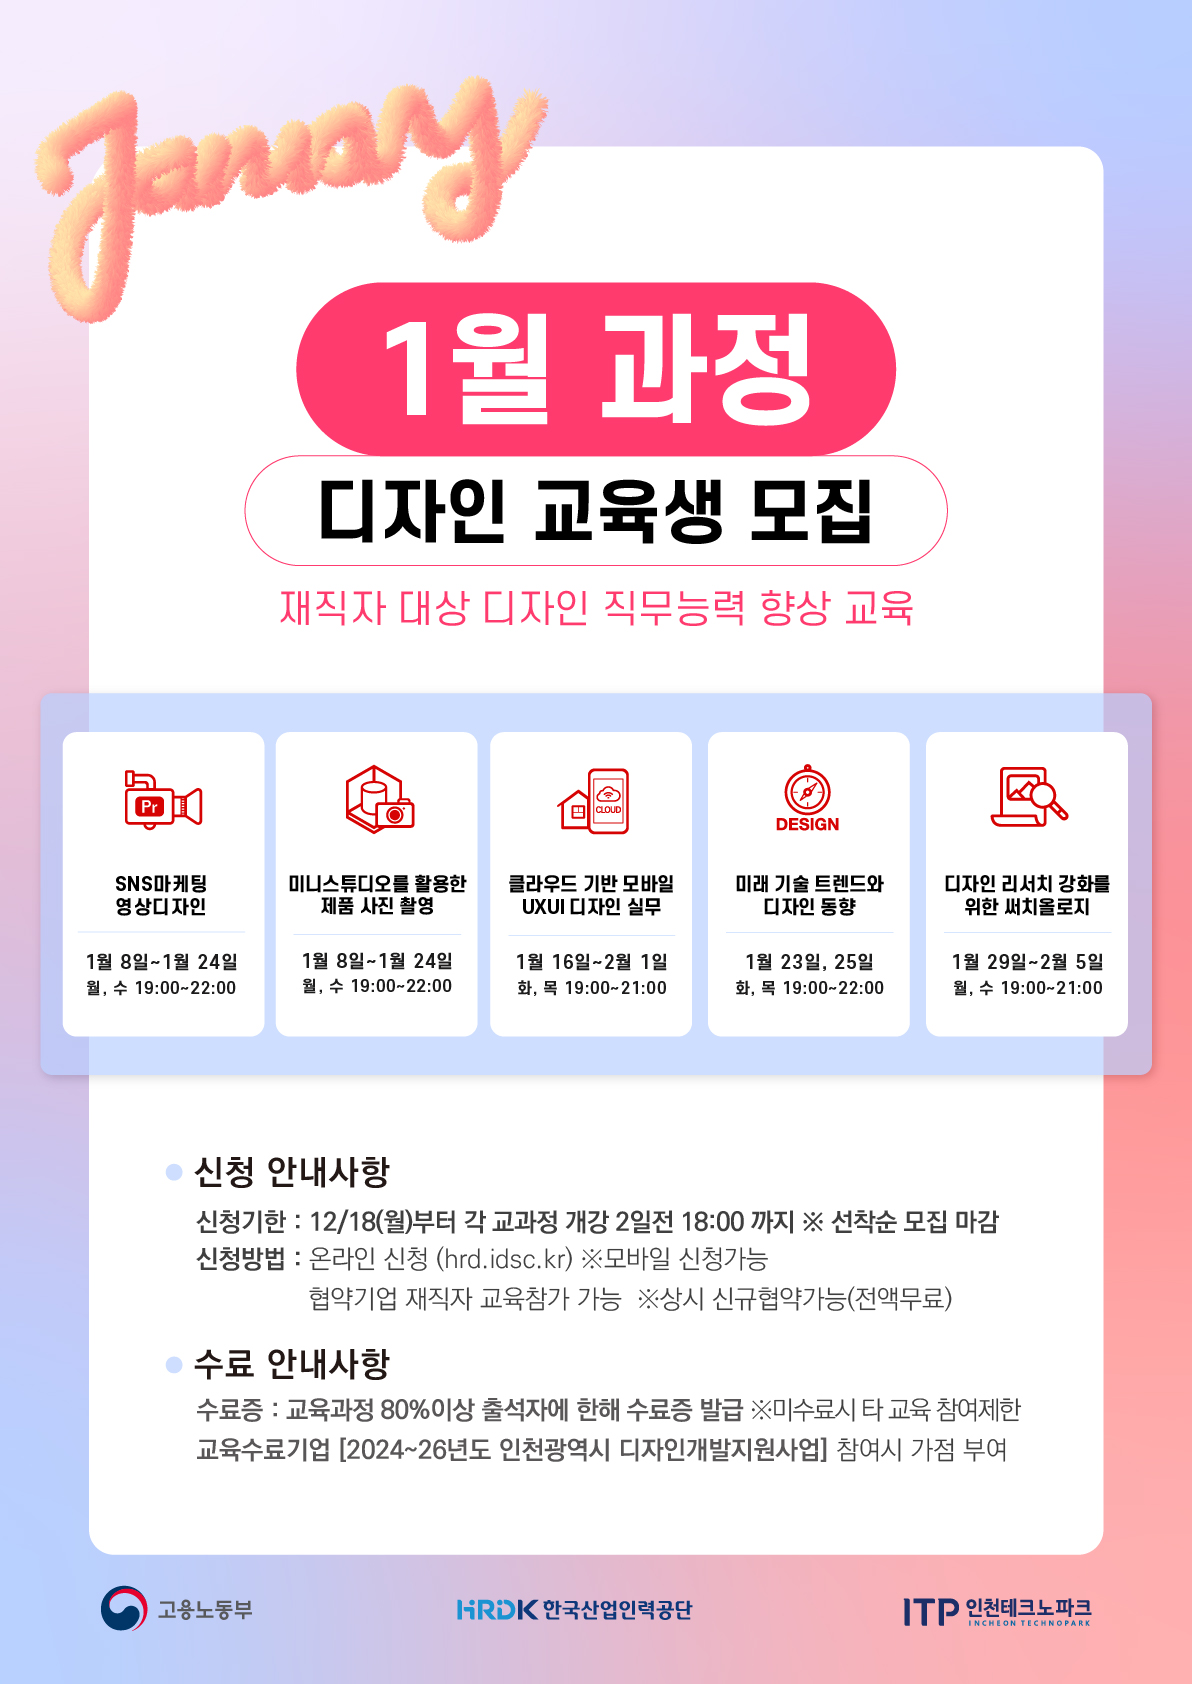 January
1월 과정
디자인 교육생 모집
재직자 대상 디자인 직무능력 향상 교육
Pr
SNS마케팅
영상디자인
1월 8일~1월 24일
월, 수 19:00~22:00
미니스튜디오를 활용한
제품 사진 촬영
1월 8일~1월 24일
월, 수 19:00~22:00
CLOUD
클라우드 기반 모바일
UXUI 디자인 실무
1월 16일~2월 1일
화, 목 19:00~21:00
DESIGN
미래 기술 트렌드와
디자인 동향
1월 23일, 25일
화, 목 19:00~22:00
디자인 리서치 강화를
위한 써치올로지
1월 29일~2월 5일
월, 수 19:00~21:00
신청 안내사항
신청기한 : 12/18(월)부터 각 교과정 개강 2일전 18:00 까지 ※ 선착순 모집 마감
신청방법 : 온라인 신청 (hrd.idsc.kr) ※모바일 신청가능
협약기업 재직자 교육참가 가능 ※상시 신규협약가능(전액무료)
수료 안내사항
수료증 : 교육과정 80%이상 출석자에 한해 수료증 발급 ※미수료시 타 교육 참여제한
교육수료기업 [2024~26년도 인천광역시 디자인개발지원사업] 참여시 가점 부여
고용노동부
HRDK 한국산업인력공단
ITP 인천테크노파크
INCHEON TECHNOPARK